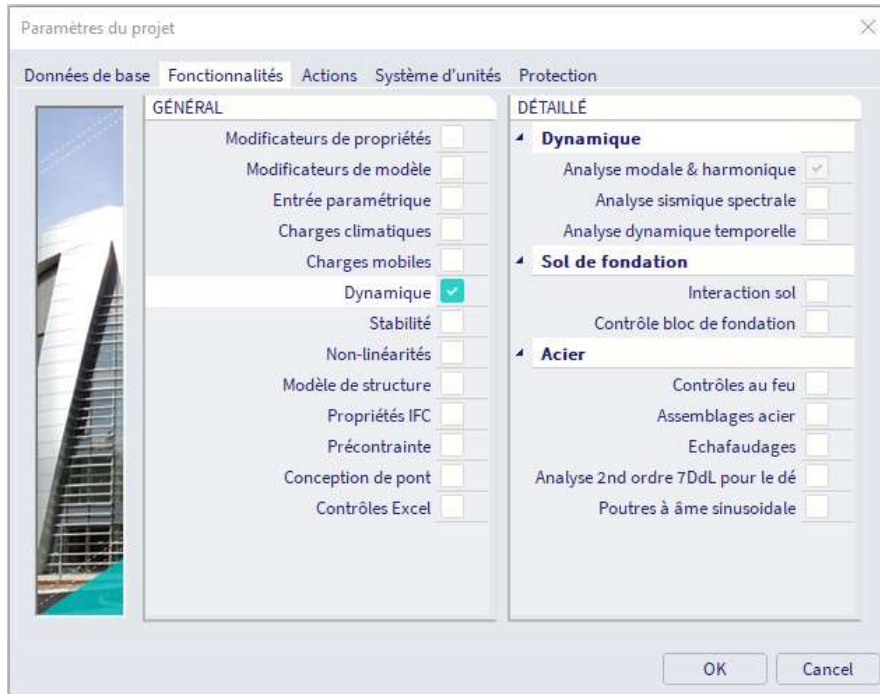 Paramètres du projet
Données de base Fonctionnalités Actions Système d'unités Protection
GÉNÉRAL
Modificateurs de propriétés
Modificateurs de modèle
Entrée paramétrique
Charges climatiques
Charges mobiles
Dynamique
Stabilité
Non-linéarités
Modèle de structure
Propriétés IFC
Précontrainte
Conception de pont
Contrôles Excel
DÉTAILLÉ
Dynamique
Analyse modale & harmonique
Analyse sismique spectrale
Analyse dynamique temporelle
Sol de fondation
Interaction sol
Contrôle bloc de fondation
Acier
Contrôles au feu
Assemblages acier
Echafaudages
Analyse 2nd ordre 7DdL pour le dé
Poutres à âme sinusoidale
OK Cancel